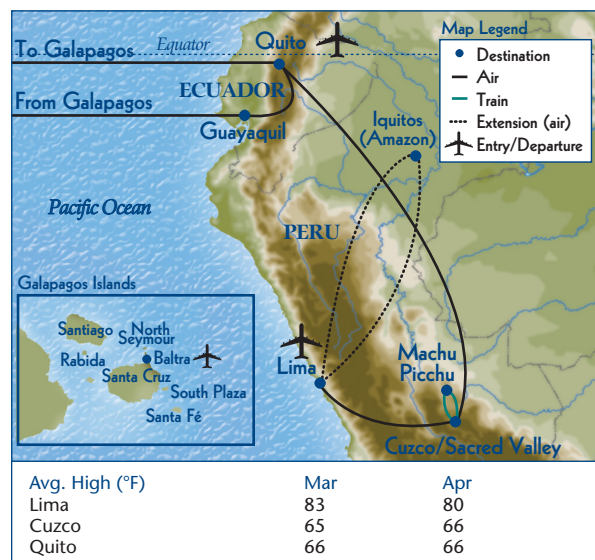 To Galapagos
Equator
Quito
Map Legend
Destination
Air
Train
Extension (air)
Entry/Departure
From Galapagos
ECUADOR
Guayaquil
Iquitos
(Amazon)
Pacific Ocean
PERU
Galapagos Islands
Santiago
North
Seymour
Rabida
Baltra
Santa Cruz
South Plaza
Santa Fé
Lima
Machu
Picchu
Cuzco/Sacred Valley
Avg. High (°F) Mar Apr
Lima 83 80
Cuzco 65 66
Quito 66 66